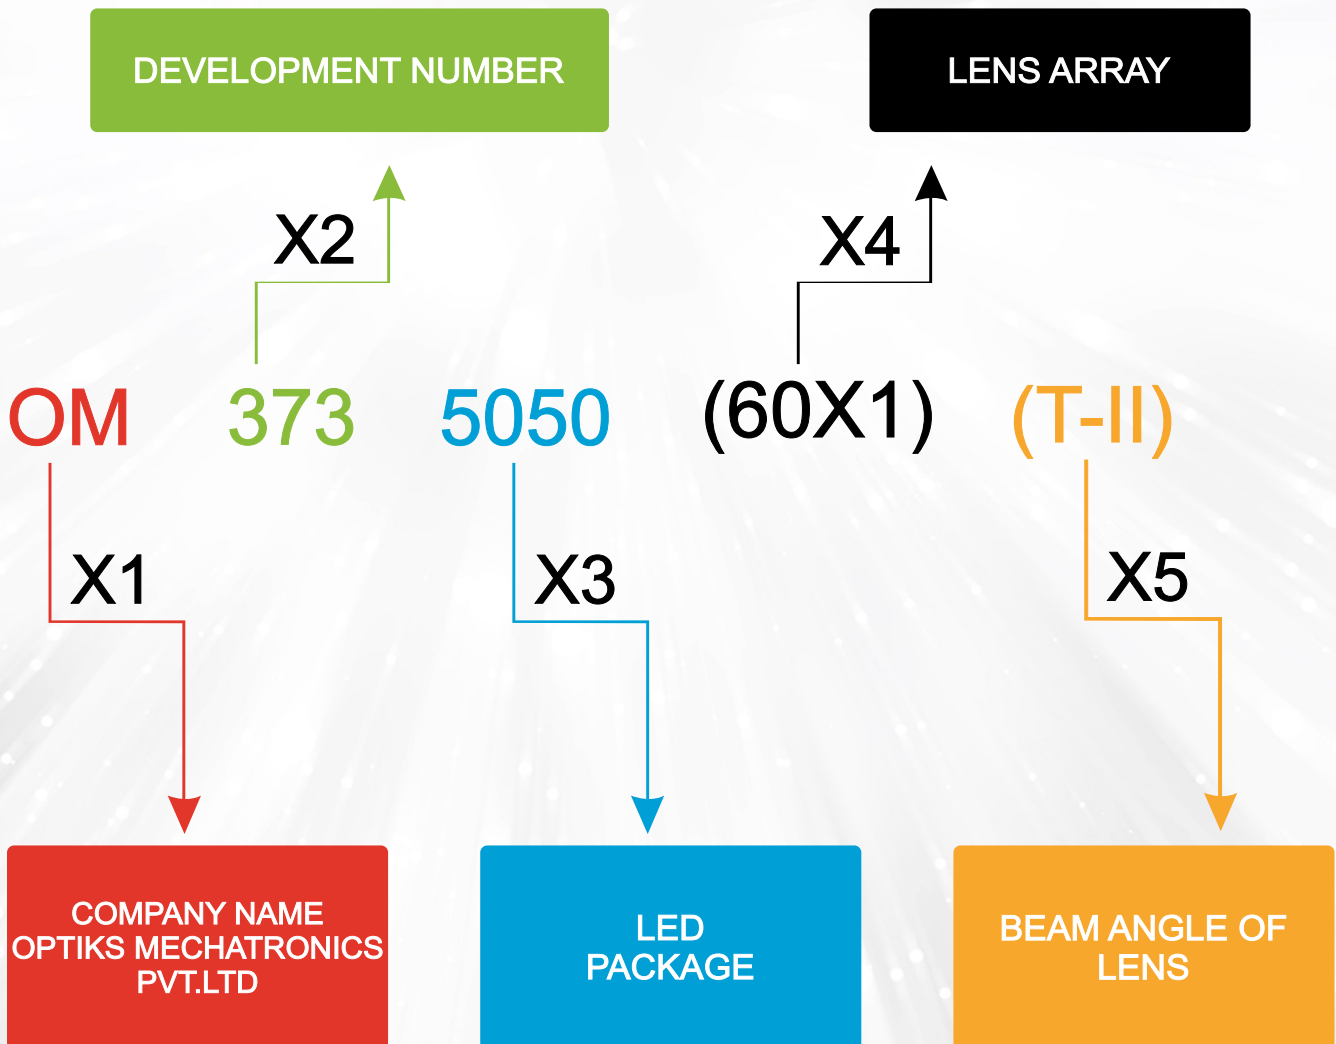 DEVELOPMENT NUMBER
LENS ARRAY
X2
X4
OM 373 5050 (60X1) (T-II)
X1
X3
X5
COMPANY NAME
OPTIKS MECHATRONICS
PVT.LTD
LED
PACKAGE
BEAM ANGLE OF
LENS